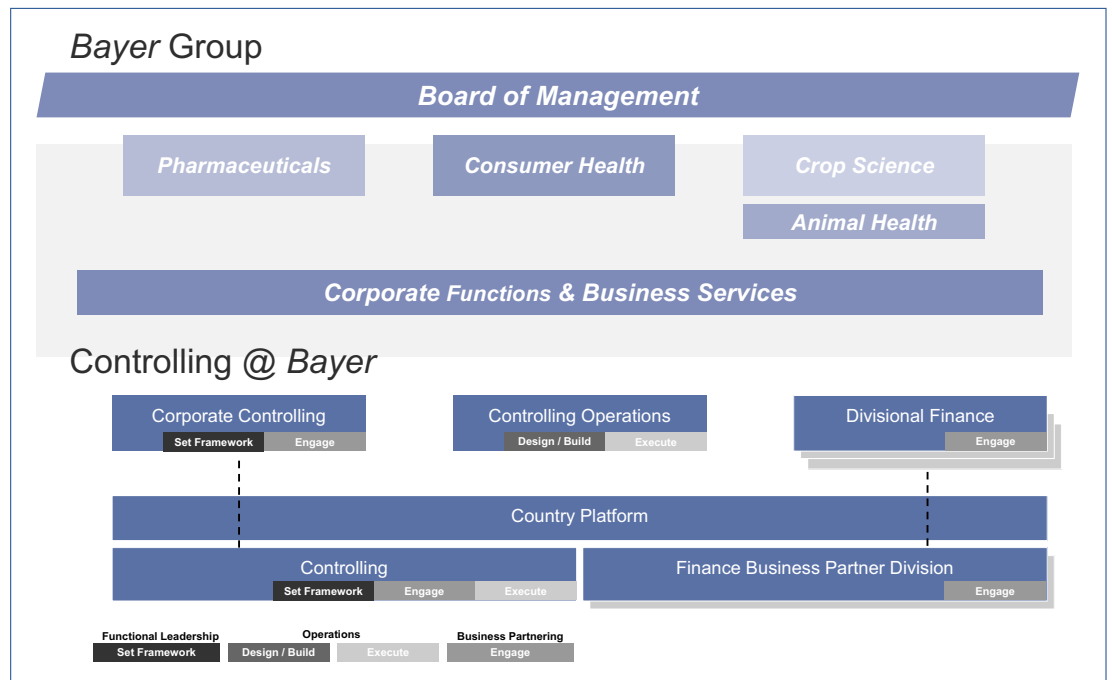 Bayer Group
Board of Management
Pharmaceuticals
Consumer Health
Crop Science
Animal Health
Corporate Functions & Business Services
Controlling @ Bayer
Corporate Controlling
Set Framework
Engage
Controlling Operations
Design / Build
Execute
Divisional Finance
Engage
Country Platform
Controlling
Set Framework
Engage
Execute
Finance Business Partner Division
Engage
Functional Leadership
Operations
Business Partnering
Set Framework
Design / Build
Execute
Engage